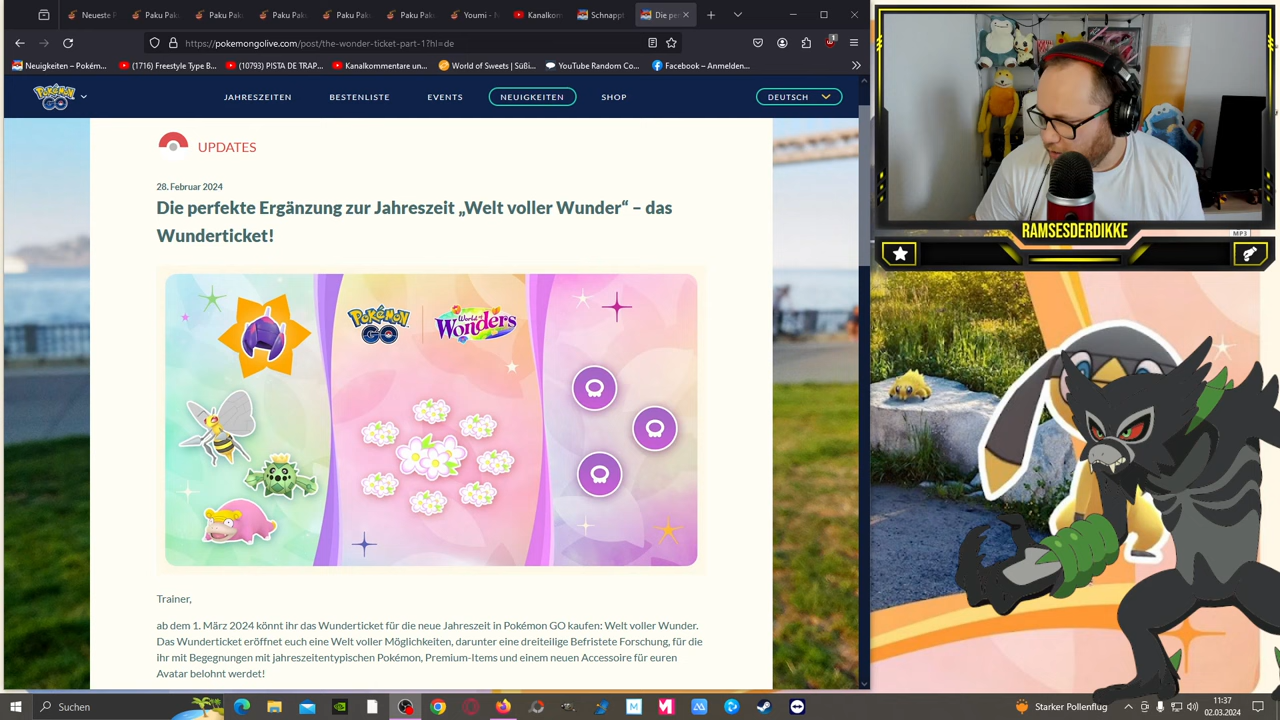 Neueste P
Paku Pak
Paku Pak
Paku Pak
Paku Pak
Youmi – H
Kanalkom
Schnapp
Die per
https://pokemongolive.com/post/the-wonder-ticket-part-1?hl=de
1
Neuigkeiten – Pokém...
(1716) Freestyle Type B...
(10793) PISTA DE TRAP...
Kanalkommentare un...
World of Sweets | Süßi...
YouTube Random Co...
Facebook – Anmelden...
POKÉMON GO
JAHRESZEITEN
BESTENLISTE
EVENTS
NEUIGKEITEN
SHOP
DEUTSCH
UPDATES
28. Februar 2024
Die perfekte Ergänzung zur Jahreszeit „Welt voller Wunder“ – das
Wunderticket!
POKÉMON GO
World of Wonders
Trainer,
ab dem 1. März 2024 könnt ihr das Wunderticket für die neue Jahreszeit in Pokémon GO kaufen: Welt voller Wunder.
Das Wunderticket eröffnet euch eine Welt voller Möglichkeiten, darunter eine dreiteilige Befristete Forschung, für die
ihr mit Begegnungen mit jahreszeitentypischen Pokémon, Premium-Items und einem neuen Accessoire für euren
Avatar belohnt werdet!
RAMSESDERDIKKE
MP3
Suchen
Starker Pollenflug
11:37
02.03.2024